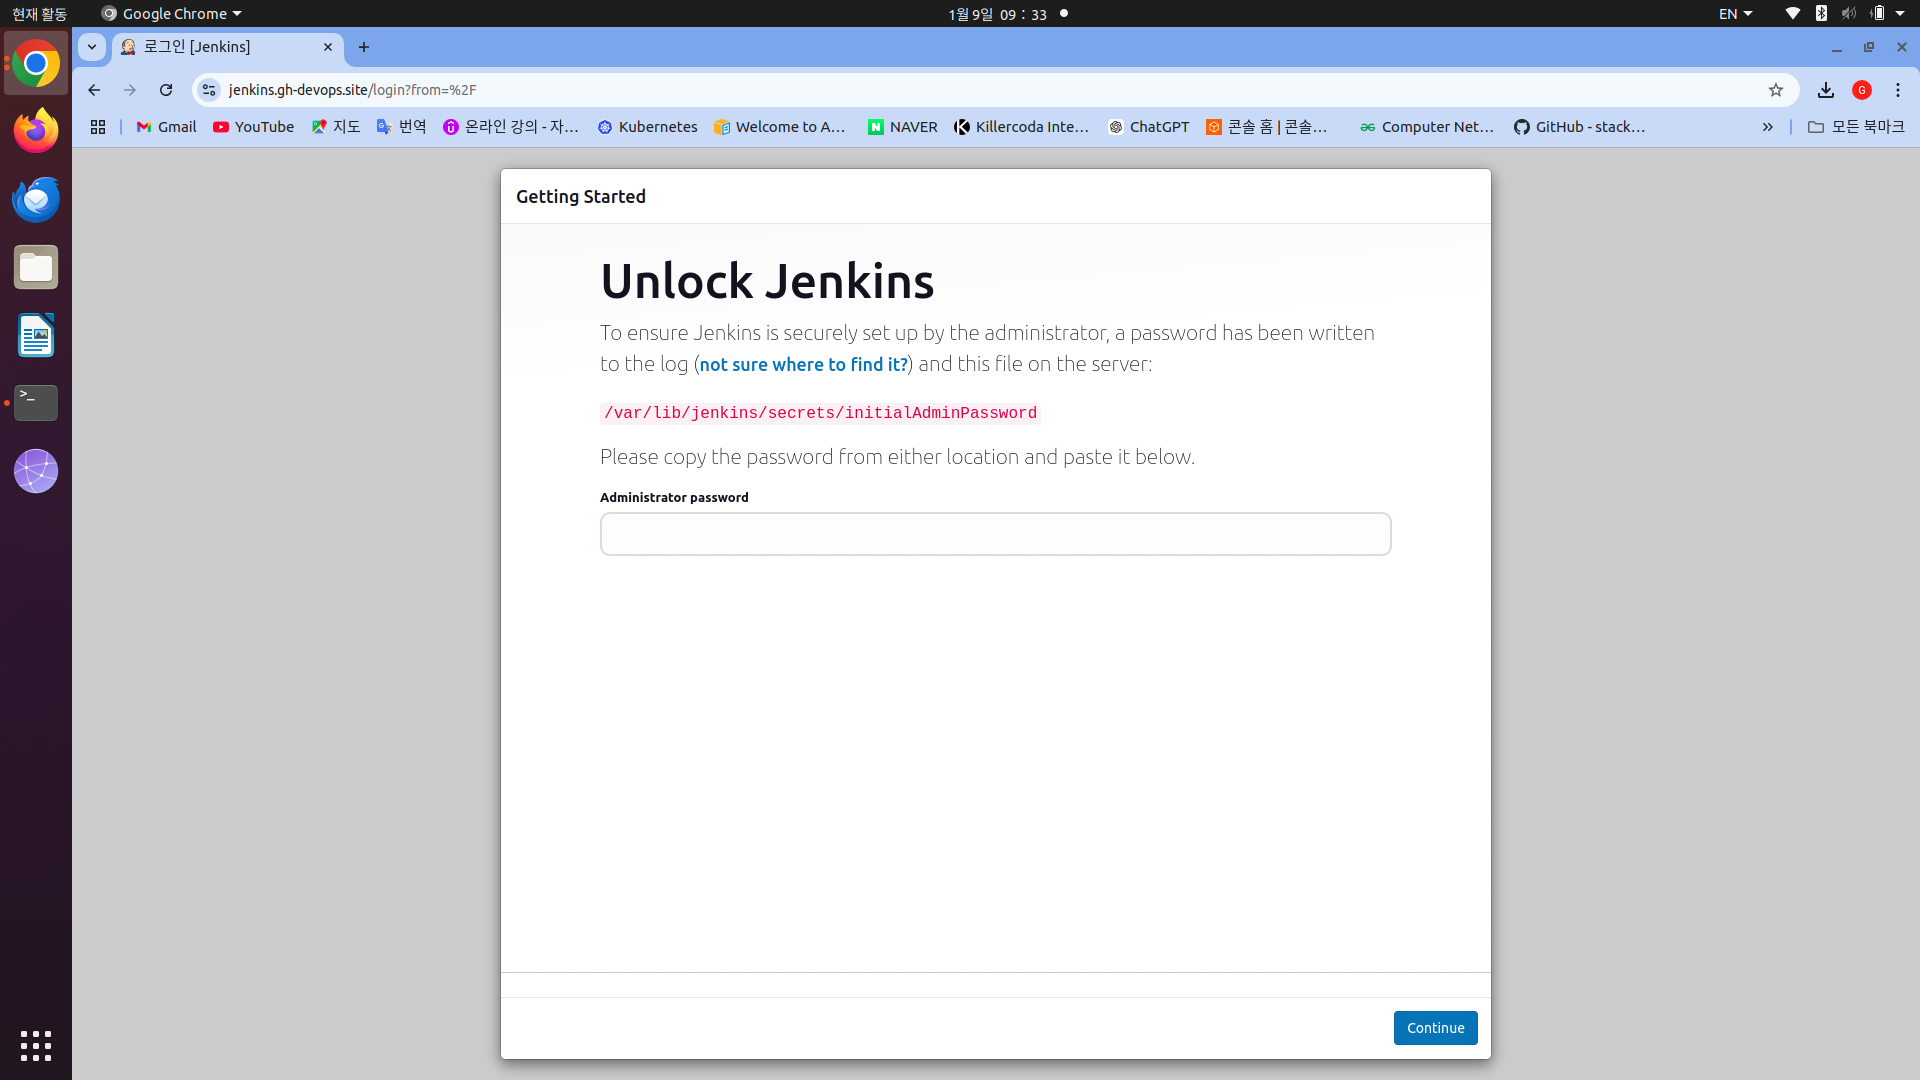 현재 활동
Google Chrome
1월 9일 09 : 33
EN
로그인 [Jenkins]
jenkins.gh-devops.site/login?from=%2F
Gmail
YouTube
지도
번역
온라인 강의 - 자...
Kubernetes
Welcome to A...
NAVER
Killercoda Inte...
ChatGPT
콘솔 홈 | 콘솔...
Computer Net...
GitHub - stack...
모든 북마크
Getting Started
Unlock Jenkins
To ensure Jenkins is securely set up by the administrator, a password has been written
to the log (not sure where to find it?) and this file on the server:
/var/lib/jenkins/secrets/initialAdminPassword
Please copy the password from either location and paste it below.
Administrator password
Continue